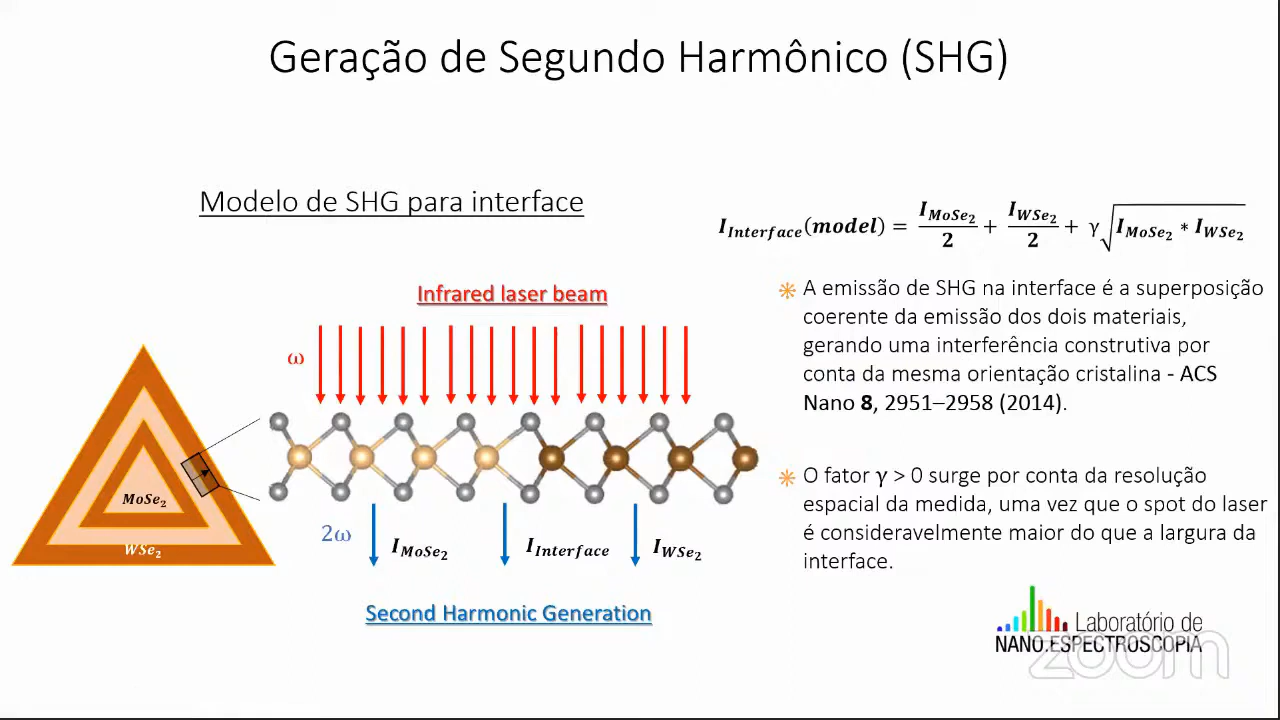 Geração de Segundo Harmônico (SHG)
Modelo de SHG para interface
I_Interface(model) = I_MoSe₂/2 + I_WSe₂/2 + γ√(I_MoSe₂ * I_WSe₂)
Infrared laser beam
ω
MoSe₂
WSe₂
2ω
I_MoSe₂
I_Interface
I_WSe₂
Second Harmonic Generation
A emissão de SHG na interface é a superposição
coerente da emissão dos dois materiais,
gerando uma interferência construtiva por
conta da mesma orientação cristalina - ACS
Nano 8, 2951–2958 (2014).
O fator γ > 0 surge por conta da resolução
espacial da medida, uma vez que o spot do laser
é consideravelmente maior do que a largura da
interface.
Laboratório de
NANO.ESPECTROSCOPIA
zoom